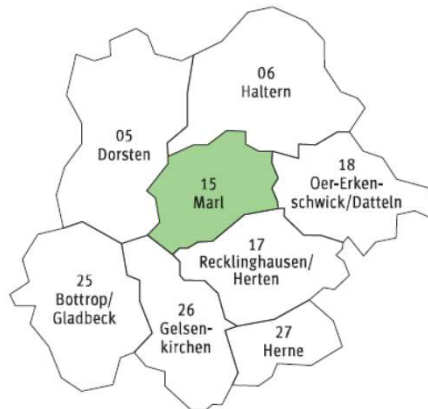 06
Haltern
05
Dorsten
18
Oer-Erken-
schwick/Datteln
15
Marl
17
Recklinghausen/
Herten
25
Bottrop/
Gladbeck
26
Gelsen-
kirchen
27
Herne